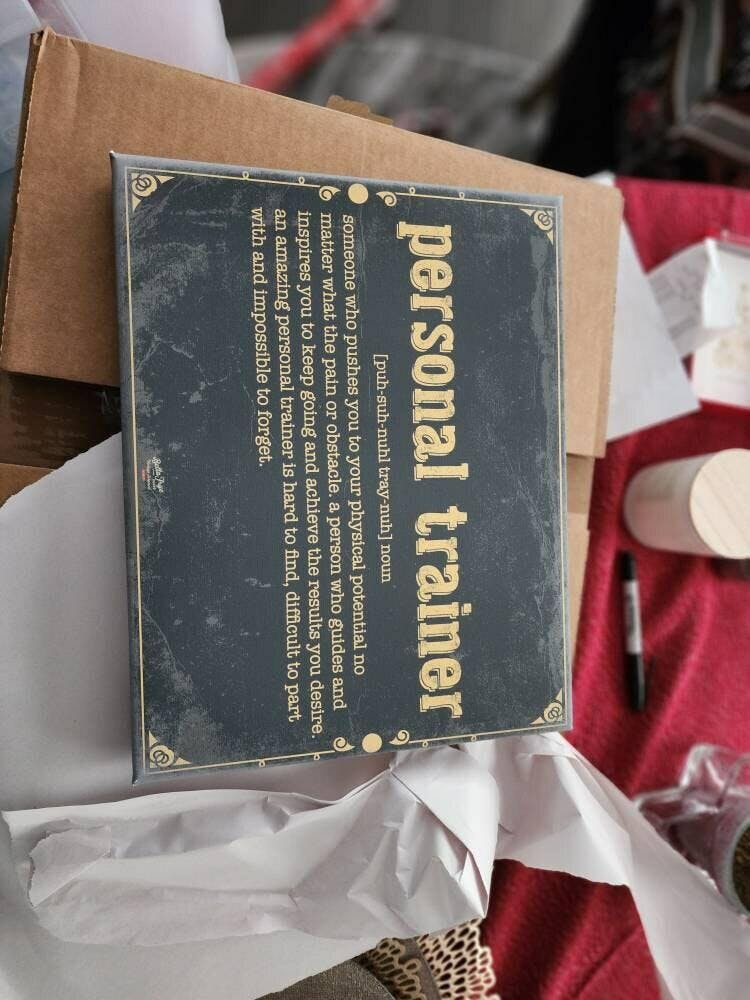 personal trainer
[puh-suh-nuhl tray-nuh] noun
someone who pushes you to your physical potential no
matter what the pain or obstacle. a person who guides and
inspires you to keep going and achieve the results you desire.
an amazing personal trainer is hard to find, difficult to part
with and impossible to forget.